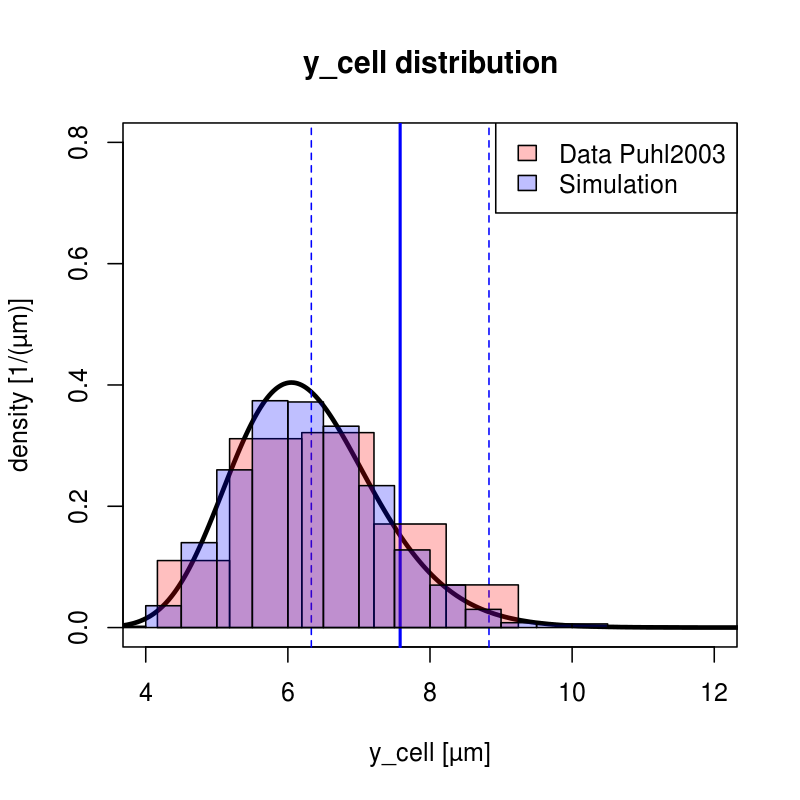 y_cell distribution
Data Puhl2003
Simulation
density [1/(µm)]
0.8
0.6
0.4
0.2
0.0
4 6 8 10 12
y_cell [µm]